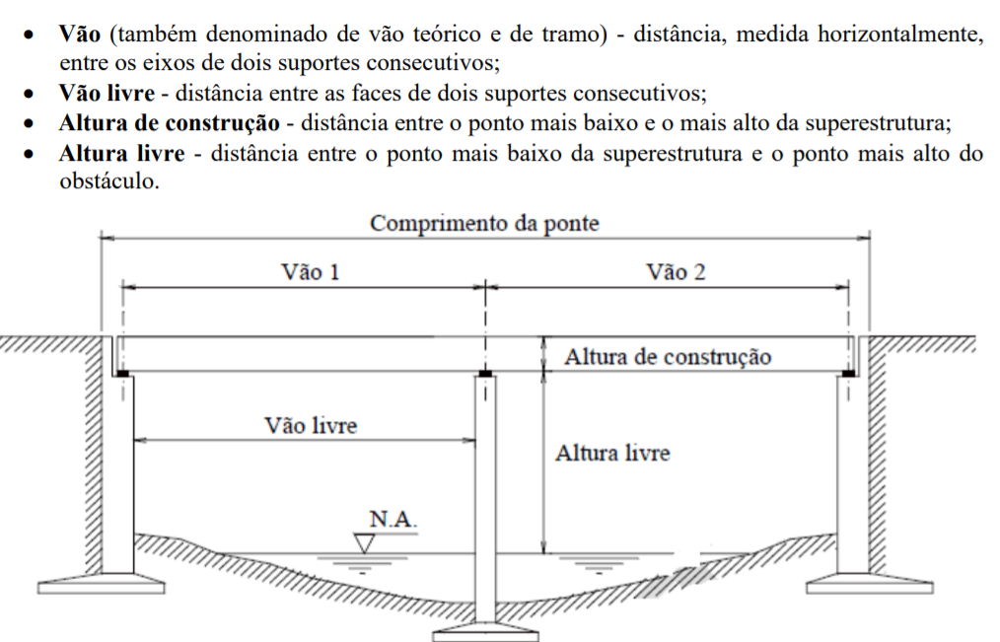 • Vão (também denominado de vão teórico e de tramo) - distância, medida horizontalmente,
entre os eixos de dois suportes consecutivos;
• Vão livre - distância entre as faces de dois suportes consecutivos;
• Altura de construção - distância entre o ponto mais baixo e o mais alto da superestrutura;
• Altura livre - distância entre o ponto mais baixo da superestrutura e o ponto mais alto do
obstáculo.
Comprimento da ponte
Vão 1
Vão 2
Altura de construção
Vão livre
Altura livre
N.A.